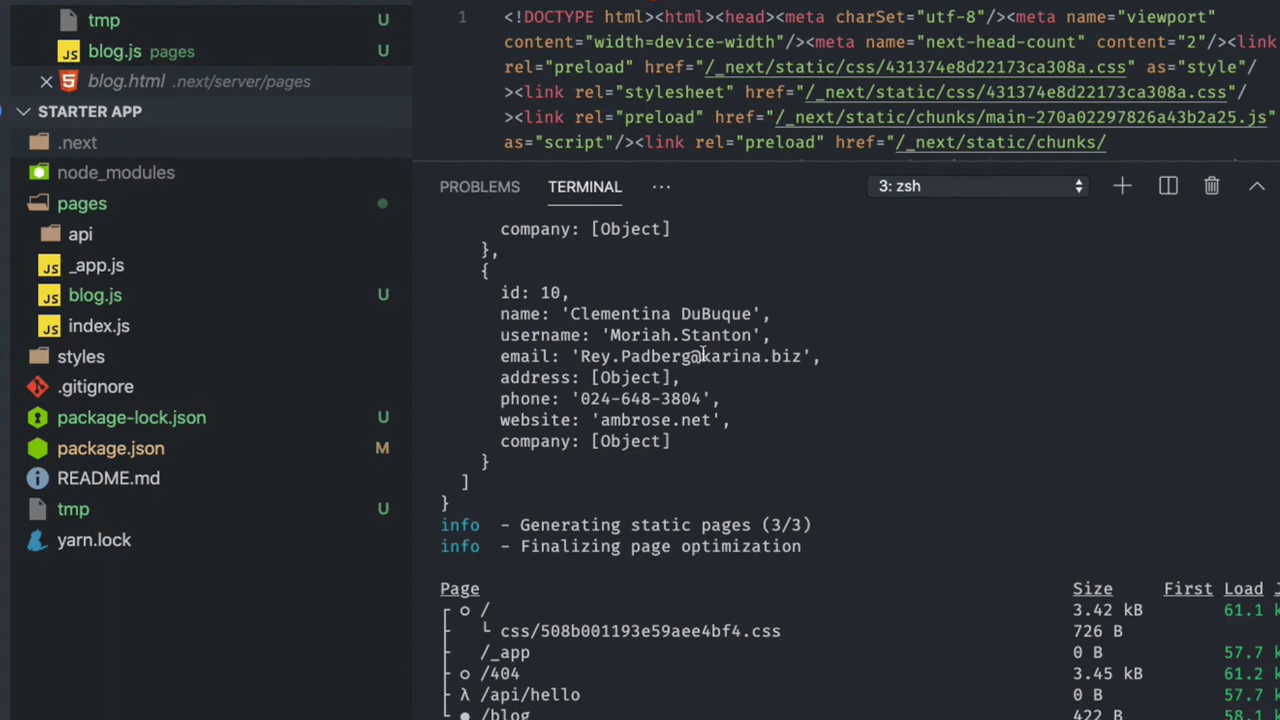 tmp U
JS blog.js pages U
blog.html .next/server/pages
STARTER APP
.next
node_modules
pages
api
JS _app.js
JS blog.js U
JS index.js
styles
.gitignore
package-lock.json U
package.json M
README.md
tmp U
yarn.lock
1 <!DOCTYPE html><html><head><meta charSet="utf-8"/><meta name="viewport"
content="width=device-width"/><meta name="next-head-count" content="2"/><link
rel="preload" href="/_next/static/css/431374e8d22173ca308a.css" as="style"/
><link rel="stylesheet" href="/_next/static/css/431374e8d22173ca308a.css"/
><link rel="preload" href="/_next/static/chunks/main-270a02297826a43b2a25.js"
as="script"/><link rel="preload" href="/_next/static/chunks/
PROBLEMS TERMINAL ··· 3: zsh
company: [Object]
},
{
id: 10,
name: 'Clementina DuBuque',
username: 'Moriah.Stanton',
email: 'Rey.Padberg@karina.biz',
address: [Object],
phone: '024-648-3804',
website: 'ambrose.net',
company: [Object]
}
]
}
info - Generating static pages (3/3)
info - Finalizing page optimization
Page Size First Load
┌ ○ / 3.42 kB 61.1 k
├ └ css/508b001193e59aee4bf4.css 726 B
├ /_app 0 B 57.7 k
├ ○ /404 3.45 kB 61.2 k
├ λ /api/hello 0 B 57.7 k
└ ● /blog 422 B 58.1 k